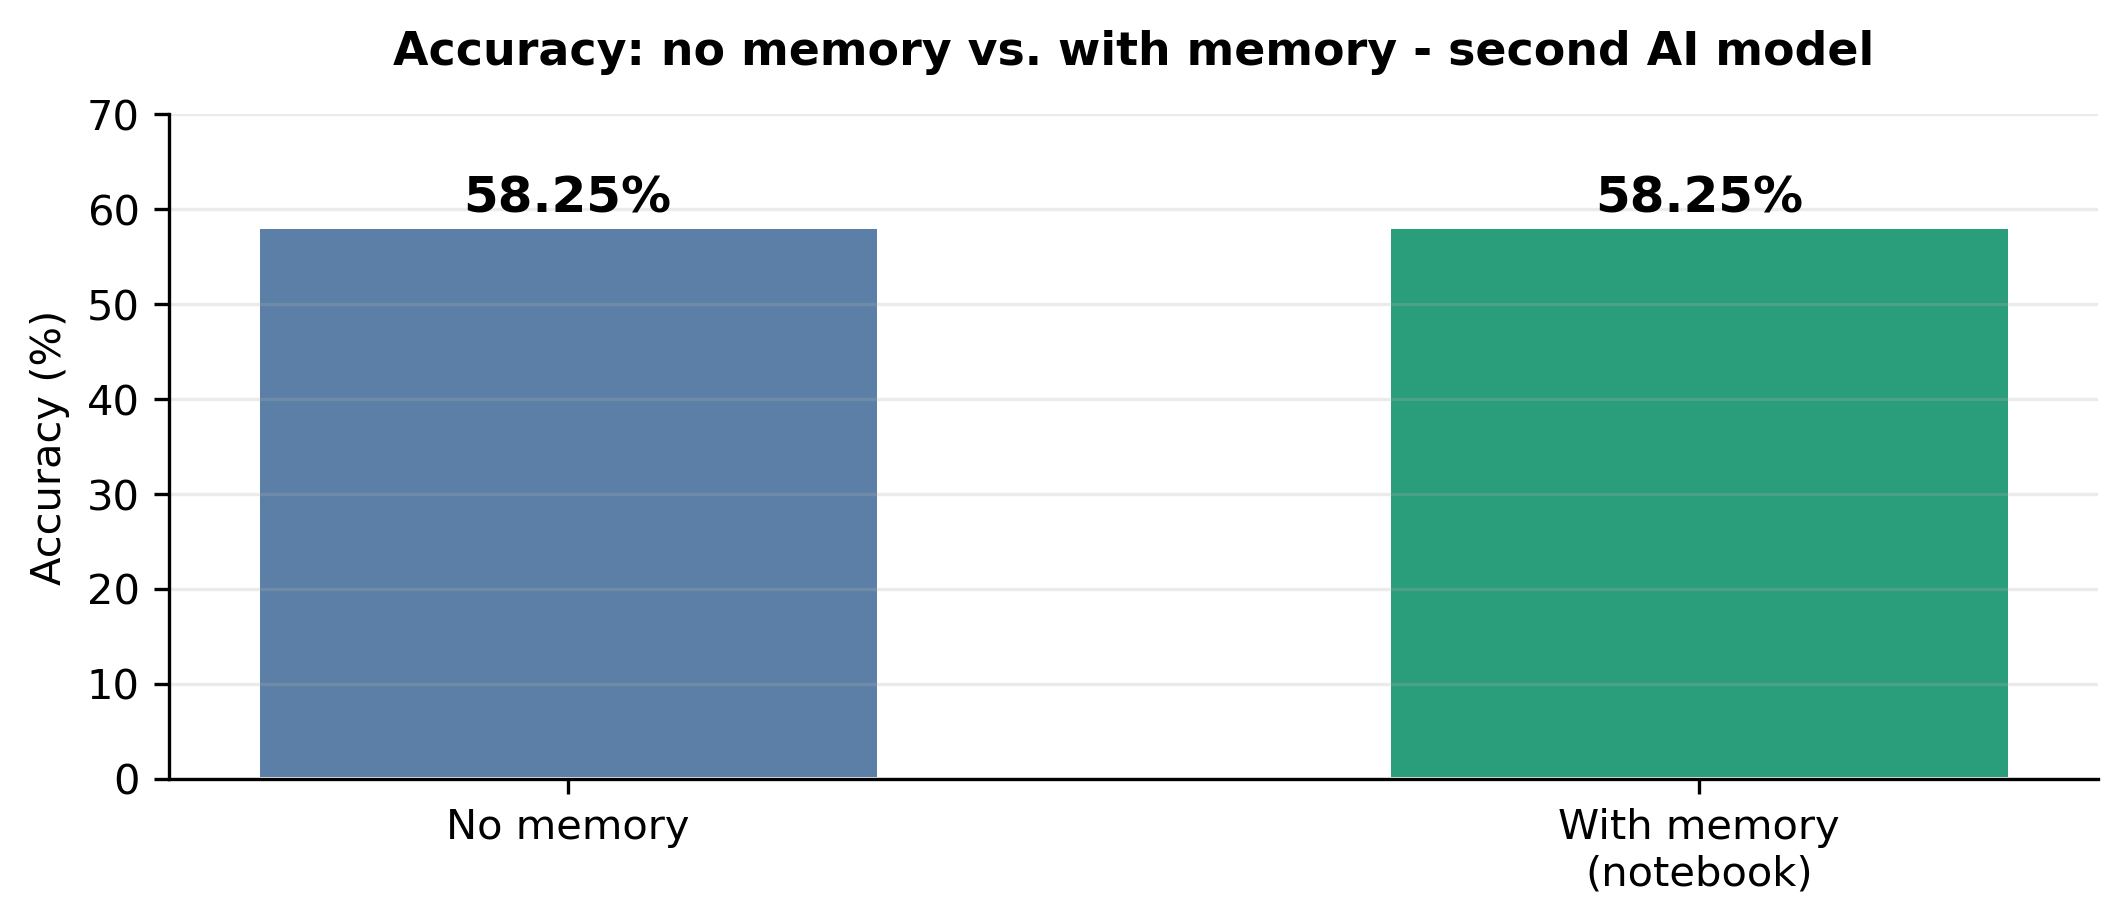 Accuracy: no memory vs. with memory - second AI model
70
60
50
40
30
20
10
0
Accuracy (%)
58.25%
58.25%
No memory
With memory
(notebook)